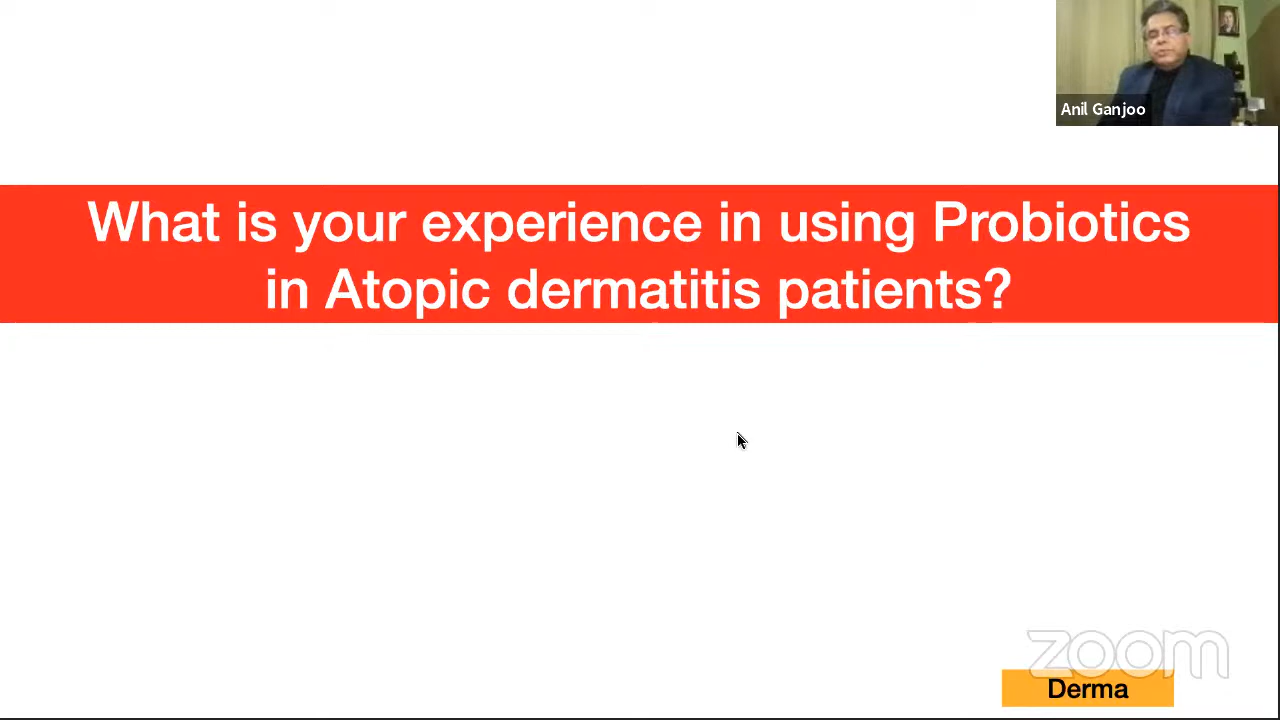 Anil Ganjoo
What is your experience in using Probiotics
in Atopic dermatitis patients?
zoom
Derma